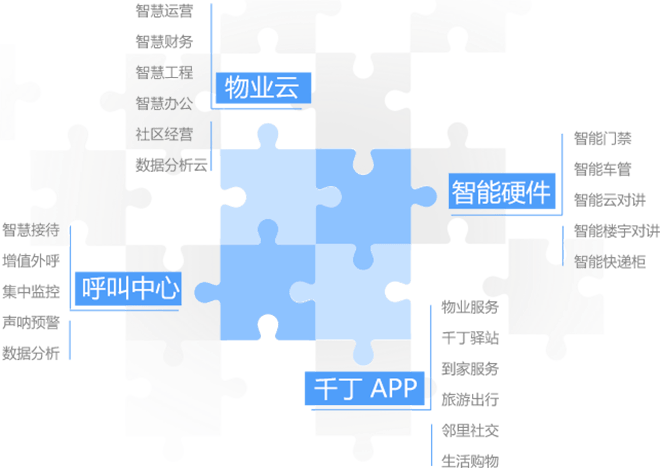 智慧运营
智慧财务
智慧工程
智慧办公
社区经营
数据分析云
物业云
智能硬件
智能门禁
智能车管
智能云对讲
智能楼宇对讲
智能快递柜
智慧接待
增值外呼
集中监控
声呐预警
数据分析
呼叫中心
千丁 APP
物业服务
千丁驿站
到家服务
旅游出行
邻里社交
生活购物